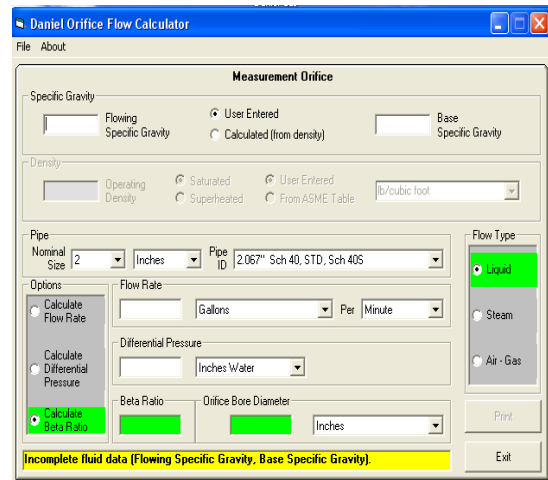 Daniel Orifice Flow Calculator
File About
Measurement Orifice
Specific Gravity
Flowing Specific Gravity
User Entered
Calculated (from density)
Base Specific Gravity
Density
Operating Density
Saturated
Superheated
User Entered
From ASME Table
lb/cubic foot
Pipe
Nominal Size 2 Inches Pipe ID 2.067" Sch 40, STD, Sch 40S
Flow Type
Liquid
Steam
Air - Gas
Options
Calculate Flow Rate
Calculate Differential Pressure
Calculate Beta Ratio
Flow Rate
Gallons Per Minute
Differential Pressure
Inches Water
Beta Ratio
Orifice Bore Diameter
Inches
Print
Exit
Incomplete fluid data (Flowing Specific Gravity, Base Specific Gravity).